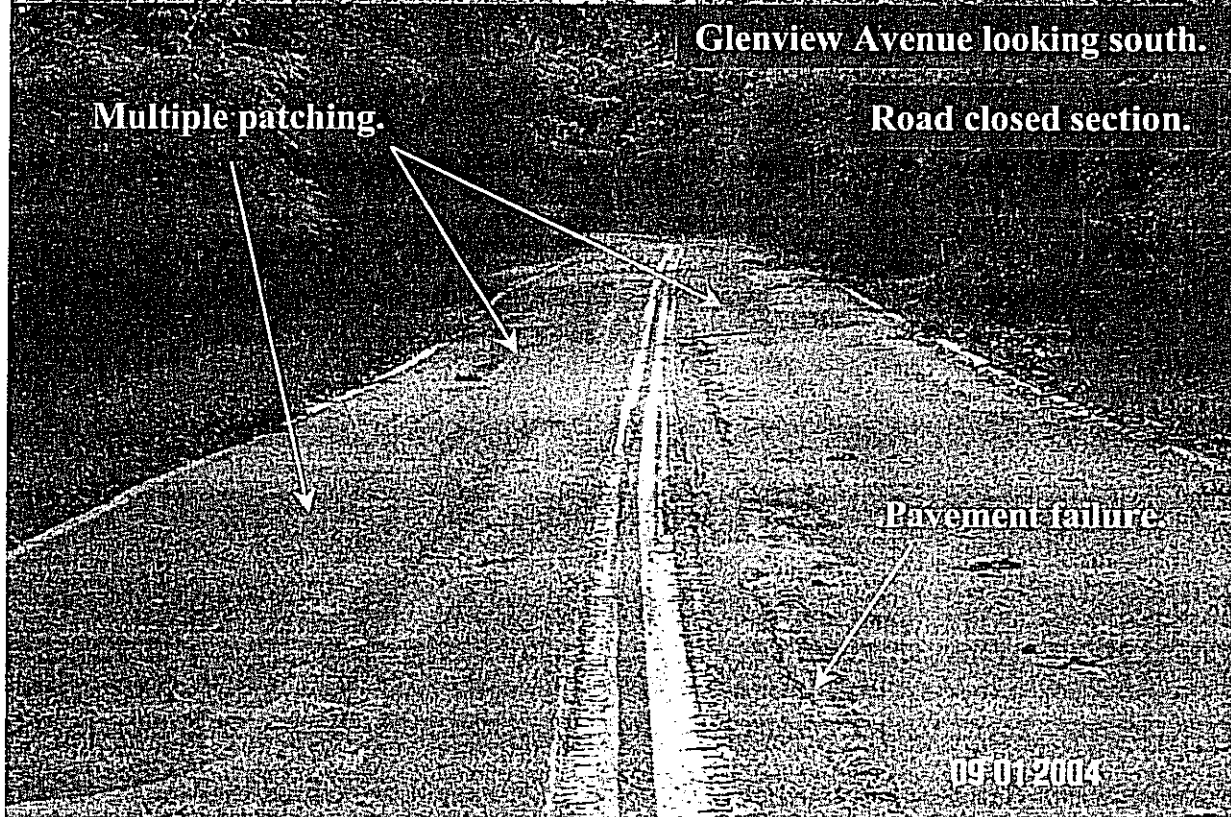 Glenview Avenue looking south.
Multiple patching.
Road closed section.
Pavement failure.
09 01 2004